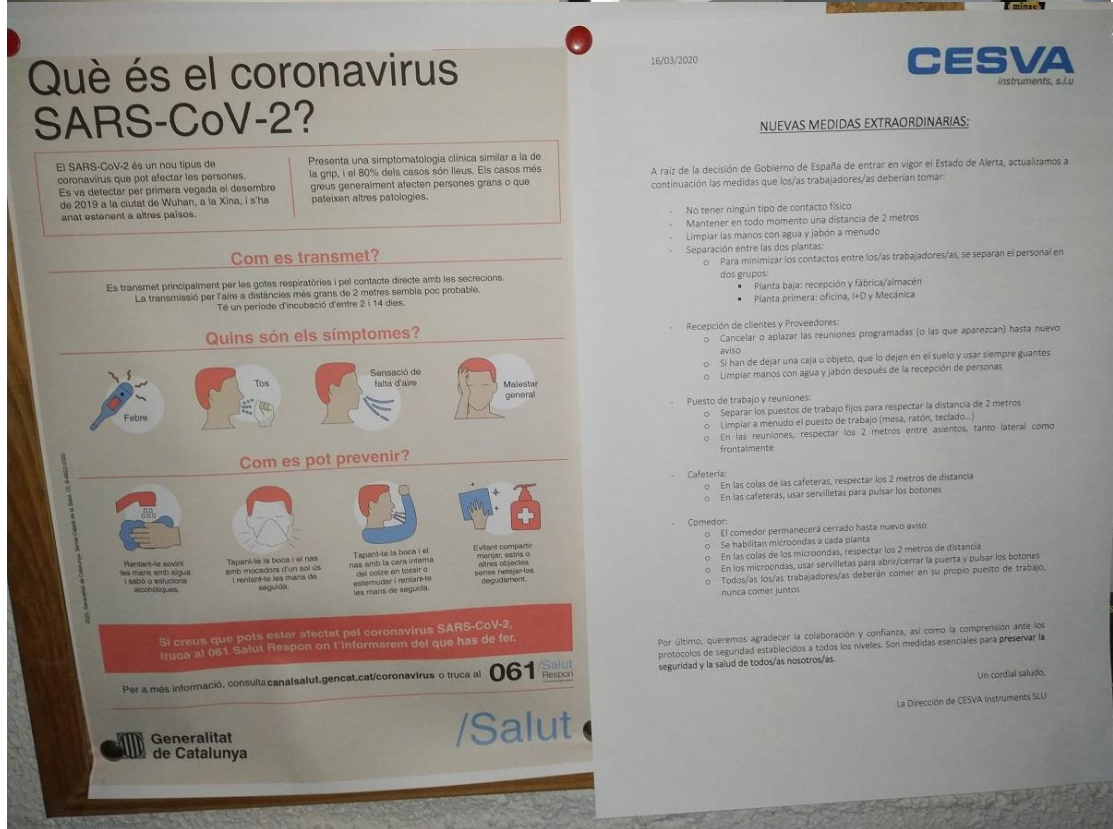 Què és el coronavirus
SARS-CoV-2?
El SARS-CoV-2 és un nou tipus de
coronavirus que pot afectar les persones.
Es va detectar per primera vegada el desembre
de 2019 a la ciutat de Wuhan, a la Xina, i s'ha
anat estenent a altres països.
Presenta una simptomatologia clínica similar a la de
la grip, i el 80% dels casos són lleus. Els casos més
greus generalment afecten persones grans o que
pateixen altres patologies.
Com es transmet?
Es transmet principalment per les gotes respiratòries i pel contacte directe amb les secrecions.
La transmissió per l'aire a distàncies més grans de 2 metres sembla poc probable.
Té un període d'incubació d'entre 2 i 14 dies.
Quins són els símptomes?
Febre
Tos
Sensació de
falta d'aire
Malestar
general
Com es pot prevenir?
Rentant-te sovint
les mans amb aigua
i sabó o solucions
alcohòliques.
Tapant-te la boca i el nas
amb mocadors d'un sol ús
i rentant-te les mans de
seguida.
Tapant-te la boca i el
nas amb la cara interna
del colze en tossir o
esternudar i rentant-te
les mans de seguida.
Evitant compartir
menjar, estris o
altres objectes
sense netejar-los
degudament.
Si creus que pots estar afectat pel coronavirus SARS-CoV-2,
truca al 061 Salut Respon on t'informarem del que has de fer.
Per a més informació, consulta canalsalut.gencat.cat/coronavirus o truca al 061 /Salut
Respon
Generalitat
de Catalunya
/Salut
16/03/2020
CESVA
instruments, s.l.u
NUEVAS MEDIDAS EXTRAORDINARIAS:
A raíz de la decisión de Gobierno de España de entrar en vigor el Estado de Alerta, actualizamos a
continuación las medidas que los/as trabajadores/as deberían tomar:
- No tener ningún tipo de contacto físico
- Mantener en todo momento una distancia de 2 metros
- Limpiar las manos con agua y jabón a menudo
- Separación entre las dos plantas:
o Para minimizar los contactos entre los/as trabajadores/as, se separan el personal en
dos grupos:
▪ Planta baja: recepción y fábrica/almacén
▪ Planta primera: oficina, I+D y Mecánica
- Recepción de clientes y Proveedores:
o Cancelar o aplazar las reuniones programadas (o las que aparezcan) hasta nuevo
aviso
o Si han de dejar una caja u objeto, que lo dejen en el suelo y usar siempre guantes
o Limpiar manos con agua y jabón después de la recepción de personas
- Puesto de trabajo y reuniones:
o Separar los puestos de trabajo fijos para respectar la distancia de 2 metros
o Limpiar a menudo el puesto de trabajo (mesa, ratón, teclado...)
o En las reuniones, respectar los 2 metros entre asientos, tanto lateral como
frontalmente
- Cafetería:
o En las colas de las cafeteras, respectar los 2 metros de distancia
o En las cafeteras, usar servilletas para pulsar los botones
- Comedor:
o El comedor permanecerá cerrado hasta nuevo aviso
o Se habilitan microondas a cada planta
o En las colas de los microondas, respectar los 2 metros de distancia
o En los microondas, usar servilletas para abrir/cerrar la puerta y pulsar los botones
o Todos/as los/as trabajadores/as deberán comer en su propio puesto de trabajo,
nunca comer juntos
Por último, queremos agradecer la colaboración y confianza, así como la comprensión ante los
protocolos de seguridad establecidos a todos los niveles. Son medidas esenciales para preservar la
seguridad y la salud de todos/as nosotros/as.
Un cordial saludo,
La Dirección de CESVA Instruments SLU